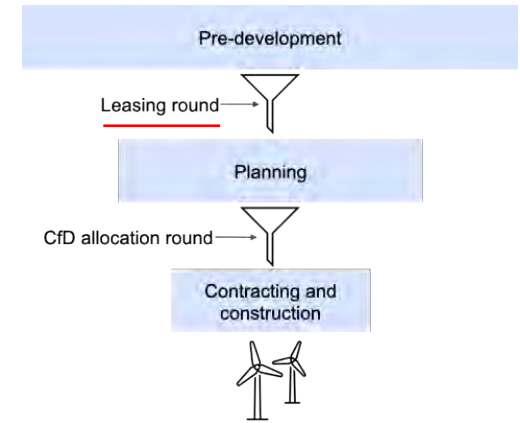 Pre-development
Leasing round
Planning
CfD allocation round
Contracting and
construction